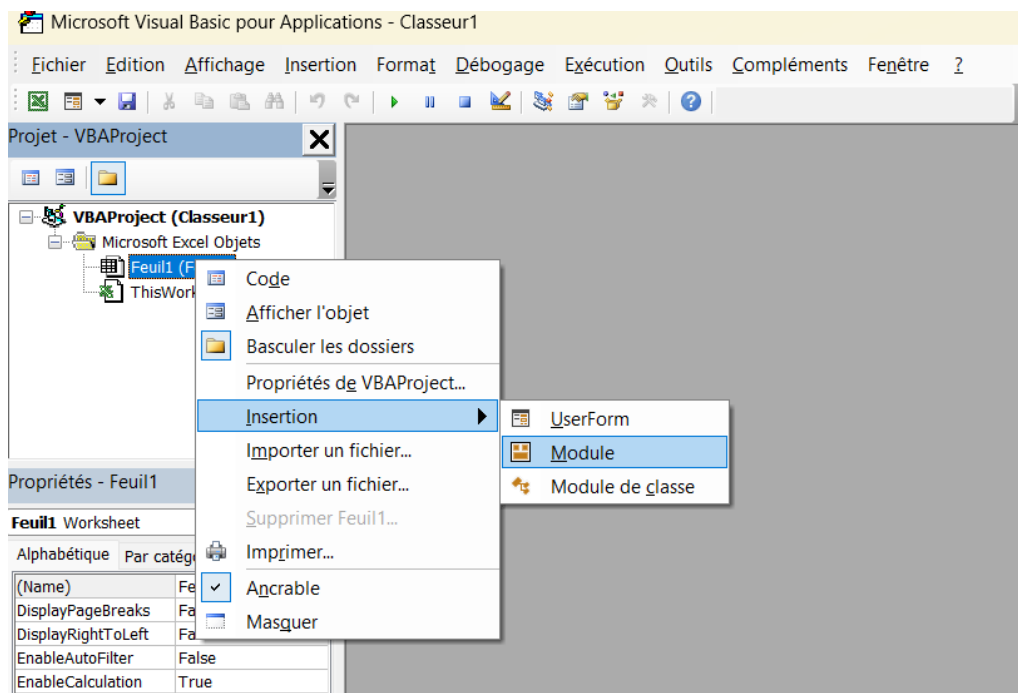 Microsoft Visual Basic pour Applications - Classeur1
Fichier Edition Affichage Insertion Format Débogage Exécution Outils Compléments Fenêtre ?
Projet - VBAProject
VBAProject (Classeur1)
Microsoft Excel Objets
Feuil1 (F
ThisWork
Code
Afficher l'objet
Basculer les dossiers
Propriétés de VBAProject...
Insertion
UserForm
Importer un fichier...
Module
Exporter un fichier...
Module de classe
Supprimer Feuil1...
Imprimer...
Ancrable
Masquer
Propriétés - Feuil1
Feuil1 Worksheet
Alphabétique Par catég
(Name) Fe
DisplayPageBreaks Fa
DisplayRightToLeft Fa
EnableAutoFilter False
EnableCalculation True